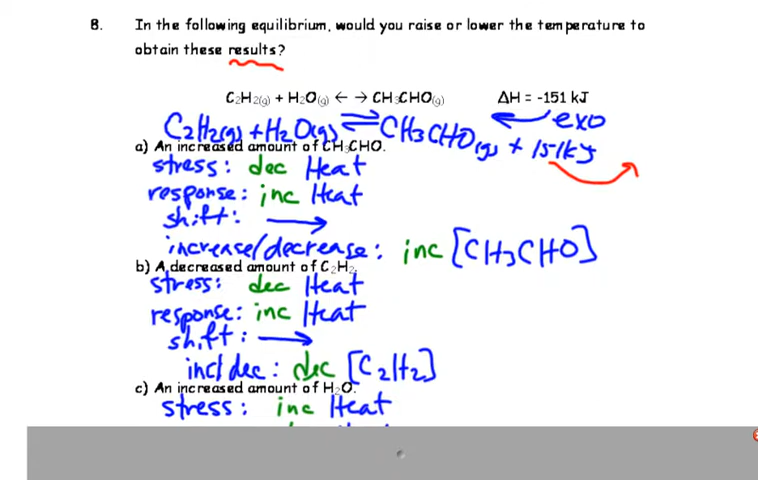 8. In the following equilibrium, would you raise or lower the temperature to
obtain these results?
C2H2(g) + H2O(g) ← → CH3CHO(g) ΔH = -151 kJ
← exo
C2H2(g) + H2O(g) ⇌ CH3CHO(g) + 151kJ
a) An increased amount of CH3CHO.
stress: dec Heat
response: inc Heat
shift: →
increase/decrease: inc [CH3CHO]
b) A decreased amount of C2H2.
stress: dec Heat
response: inc Heat
shift: →
inc/dec: dec [C2H2]
c) An increased amount of H2O.
stress: inc Heat